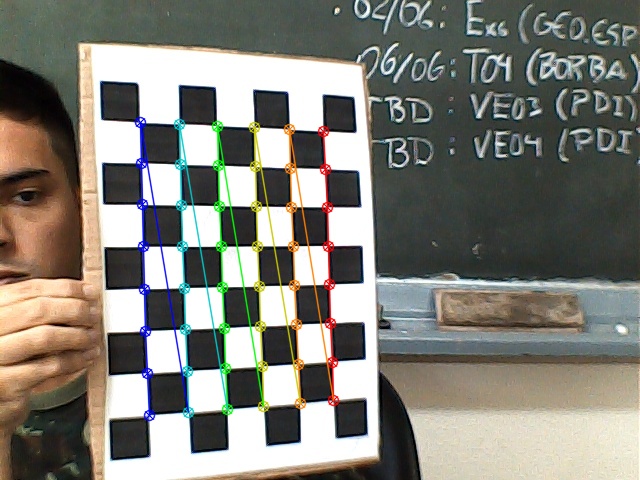 . 02/06: Exs (GEO.ESP
06/06: T04 (BORBA)
TBD : VE03 (PDI)
TBD : VE04 (PDI